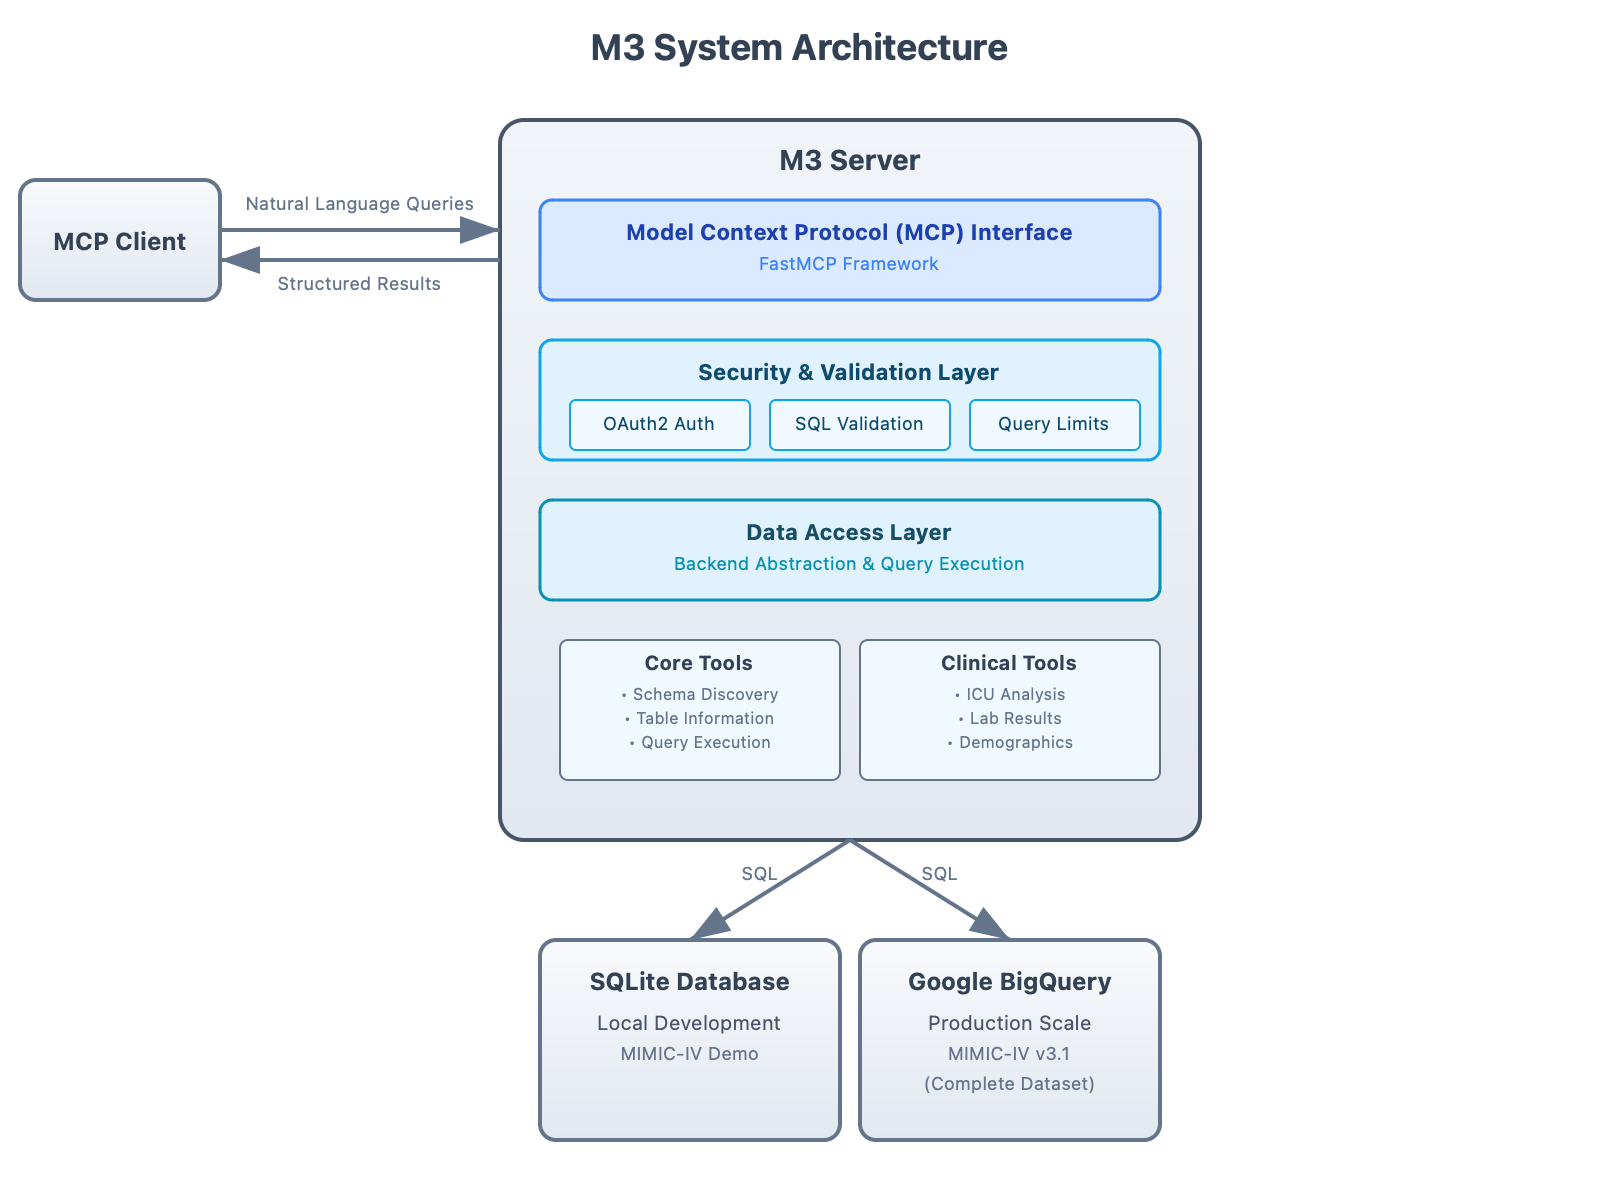 M3 System Architecture
M3 Server
MCP Client
Natural Language Queries
Structured Results
Model Context Protocol (MCP) Interface
FastMCP Framework
Security & Validation Layer
OAuth2 Auth
SQL Validation
Query Limits
Data Access Layer
Backend Abstraction & Query Execution
Core Tools
• Schema Discovery
• Table Information
• Query Execution
Clinical Tools
• ICU Analysis
• Lab Results
• Demographics
SQL
SQL
SQLite Database
Local Development
MIMIC-IV Demo
Google BigQuery
Production Scale
MIMIC-IV v3.1
(Complete Dataset)